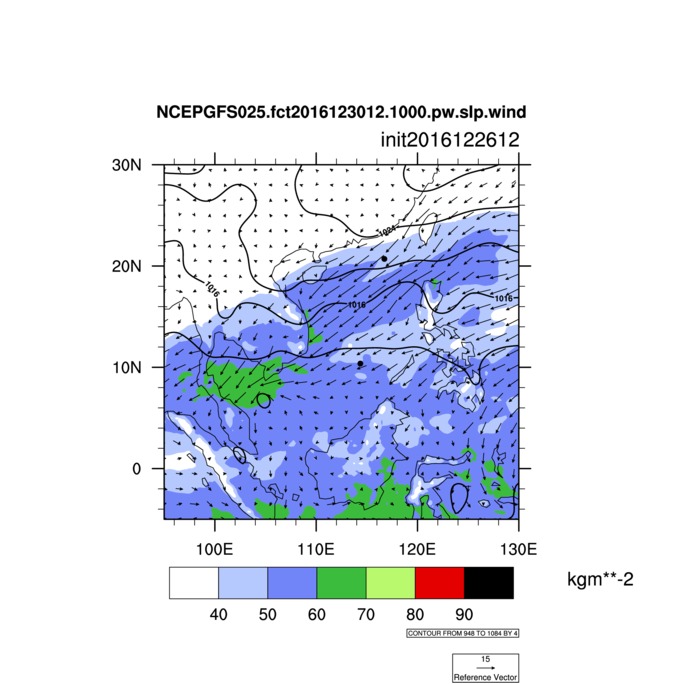 NCEPGFS025.fct2016123012.1000.pw.slp.wind
init2016122612
30N
1024
20N
1016
1016
1016
10N
0
100E 110E 120E 130E
kgm**-2
40 50 60 70 80 90
CONTOUR FROM 948 TO 1084 BY 4
15
Reference Vector